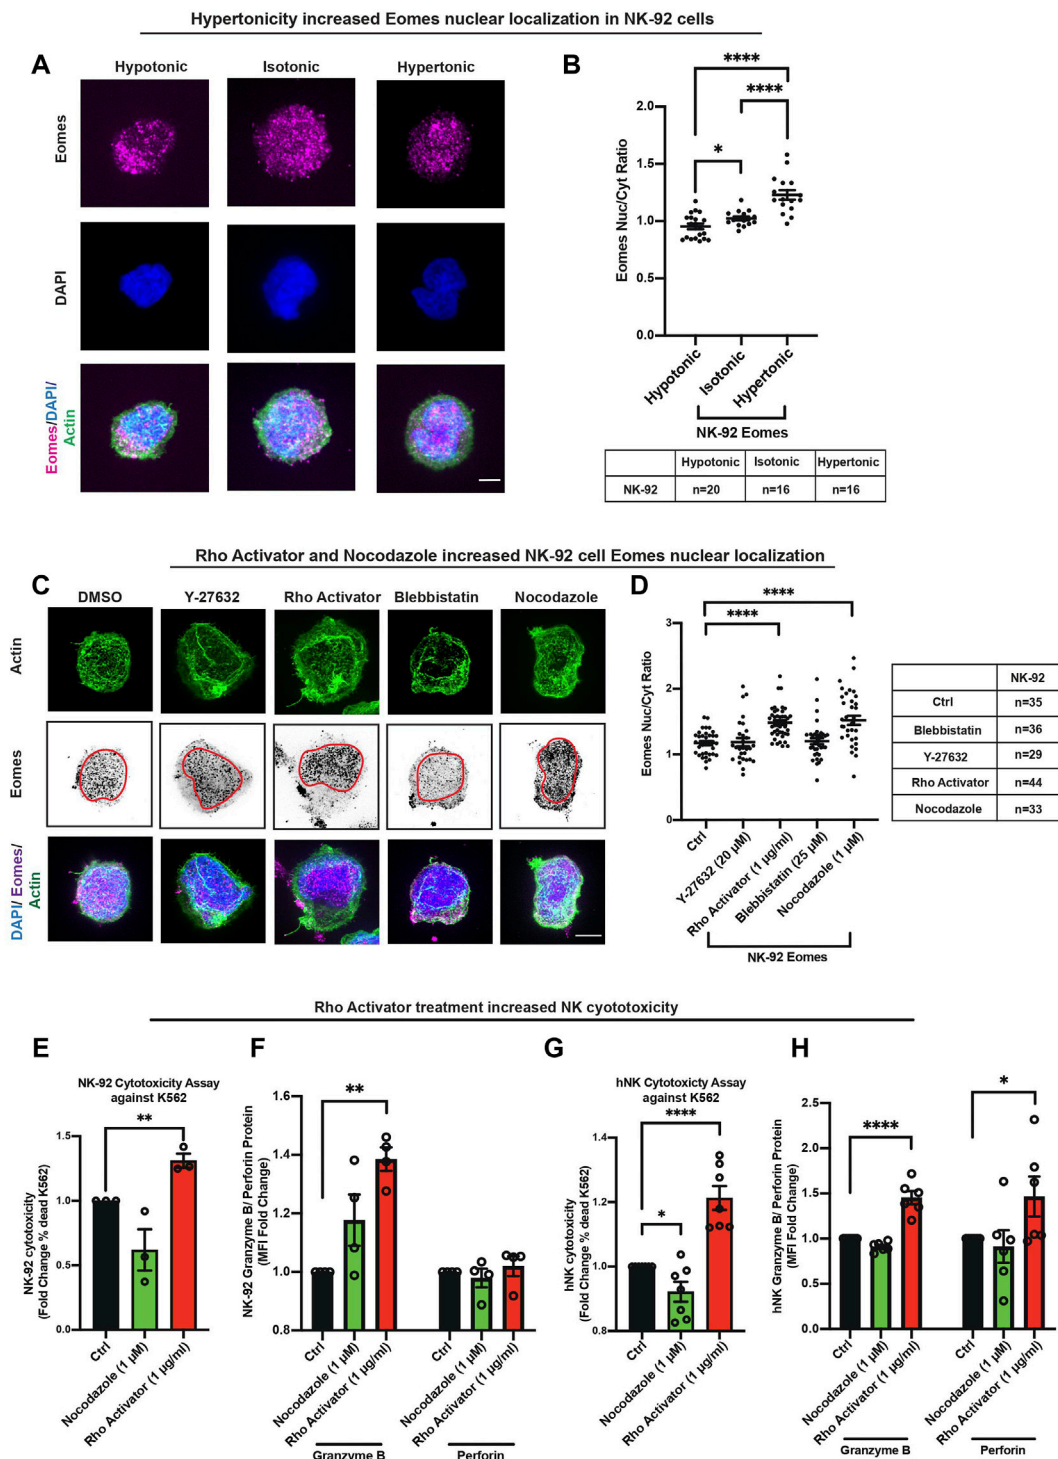 Hypertonicity increased Eomes nuclear localization in NK-92 cells
A
Hypotonic
Isotonic
Hypertonic
Eomes
DAPI
Eomes/DAPI/
Actin
B
****
****
*
2.0
1.5
1.0
0.5
0.0
Eomes Nuc/Cyt Ratio
Hypotonic
Isotonic
Hypertonic
NK-92 Eomes
Hypotonic Isotonic Hypertonic
NK-92 n=20 n=16 n=16
Rho Activator and Nocodazole increased NK-92 cell Eomes nuclear localization
C
DMSO
Y-27632
Rho Activator
Blebbistatin
Nocodazole
Actin
Eomes
DAPI/ Eomes/
Actin
D
****
****
3
2
1
0
Eomes Nuc/Cyt Ratio
Ctrl
Y-27632 (20 µM)
Rho Activator (1 µg/ml)
Blebbistatin (25 µM)
Nocodazole (1 µM)
NK-92 Eomes
NK-92
Ctrl n=35
Blebbistatin n=36
Y-27632 n=29
Rho Activator n=44
Nocodazole n=33
Rho Activator treatment increased NK cyototoxicity
E
NK-92 Cytotoxicty Assay
against K562
**
1.5
1.0
0.5
0.0
NK-92 cytotoxicity
(Fold Change % dead K562)
Ctrl
Nocodazole (1 µM)
Rho Activator (1 µg/ml)
F
**
1.6
1.4
1.2
1.0
0.8
NK-92 Granzyme B/ Perforin Protein
(MFI Fold Change)
Ctrl
Nocodazole (1 µM)
Rho Activator (1 µg/ml)
Ctrl
Nocodazole (1 µM)
Rho Activator (1 µg/ml)
Granzyme B
Perforin
G
hNK Cytotoxicty Assay
against K562
****
*
1.4
1.2
1.0
0.8
hNK cytotoxicity
(Fold Change % dead K562)
Ctrl
Nocodazole (1 µM)
Rho Activator (1 µg/ml)
H
*
****
2.5
2.0
1.5
1.0
0.5
0.0
hNK Granzyme B/ Perforin Protein
(MFI Fold Change)
Ctrl
Nocodazole (1 µM)
Rho Activator (1 µg/ml)
Ctrl
Nocodazole (1 µM)
Rho Activator (1 µg/ml)
Granzyme B
Perforin